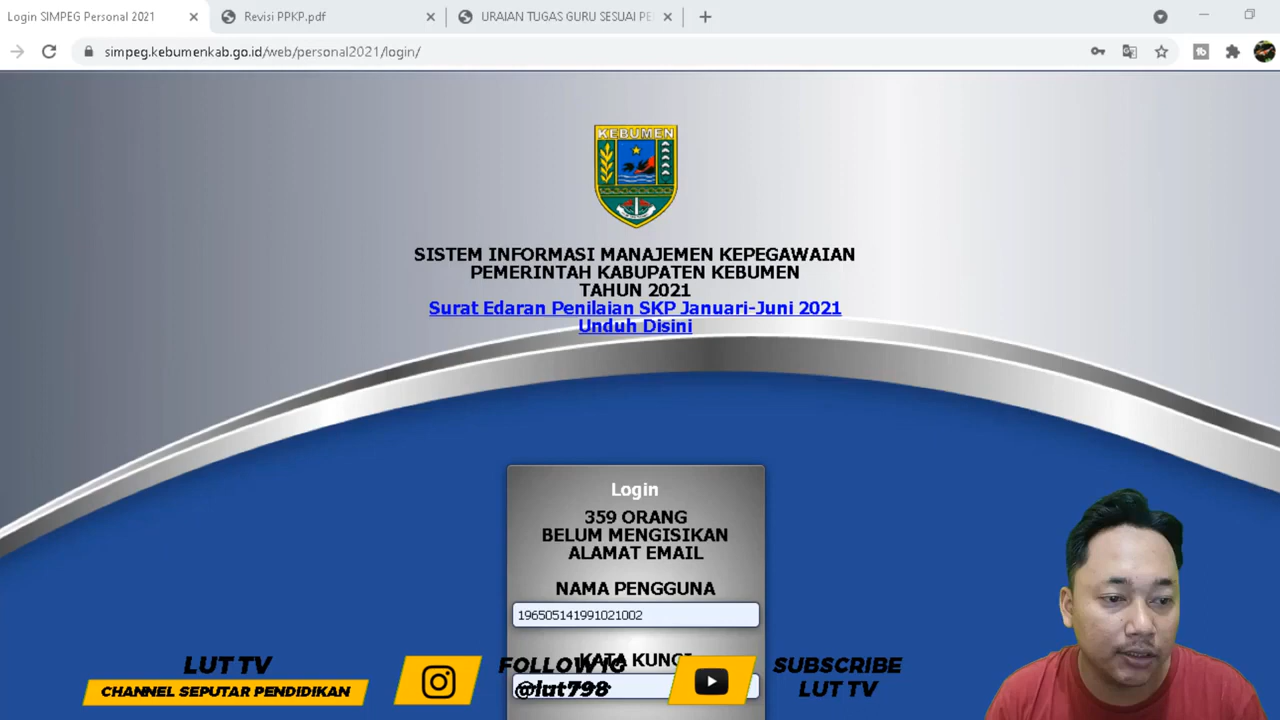 Login SIMPEG Personal 2021
Revisi PPKP.pdf
URAIAN TUGAS GURU SESUAI PE
simpeg.kebumenkab.go.id/web/personal2021/login/
KEBUMEN
SISTEM INFORMASI MANAJEMEN KEPEGAWAIAN
PEMERINTAH KABUPATEN KEBUMEN
TAHUN 2021
Surat Edaran Penilaian SKP Januari-Juni 2021
Unduh Disini
Login
359 ORANG
BELUM MENGISIKAN
ALAMAT EMAIL
NAMA PENGGUNA
196505141991021002
KATA KUNCI
LUT TV
CHANNEL SEPUTAR PENDIDIKAN
FOLLOW IG
@lut798
SUBSCRIBE
LUT TV